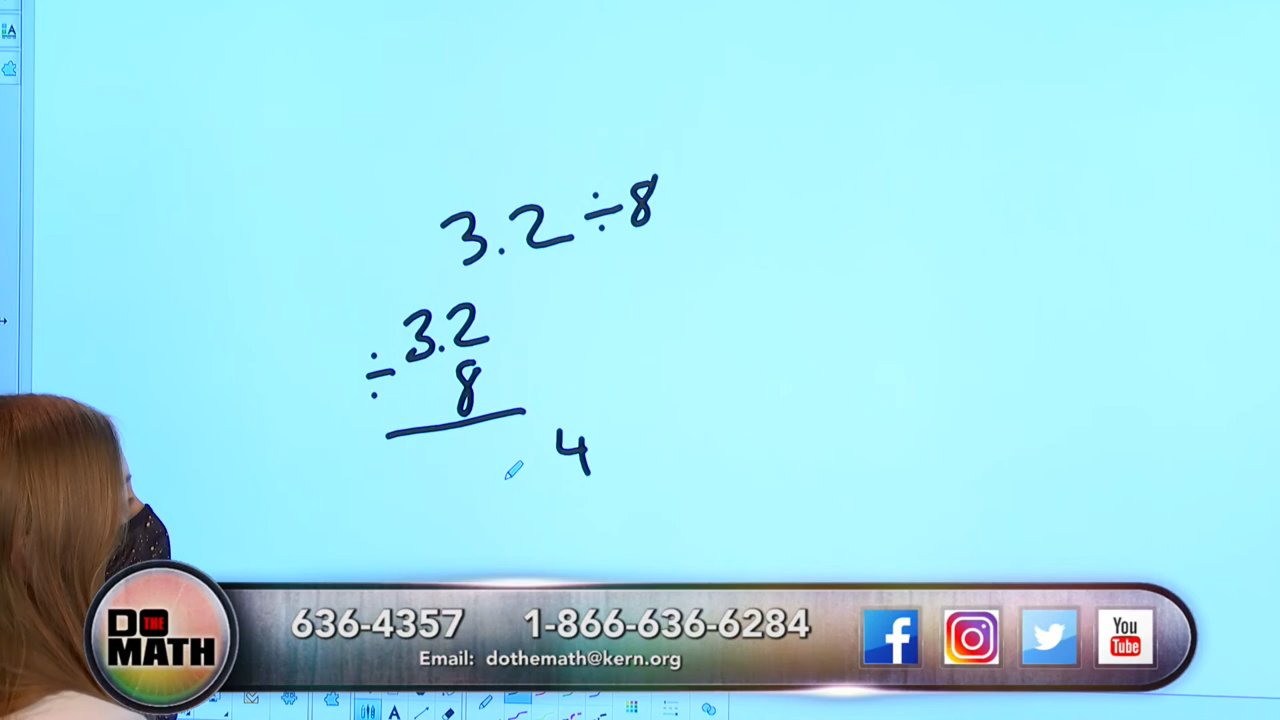 3.2 ÷ 8
3.2
÷ 8
4
DO THE MATH
636-4357 1-866-636-6284
Email: dothemath@kern.org
f
You Tube
A
A